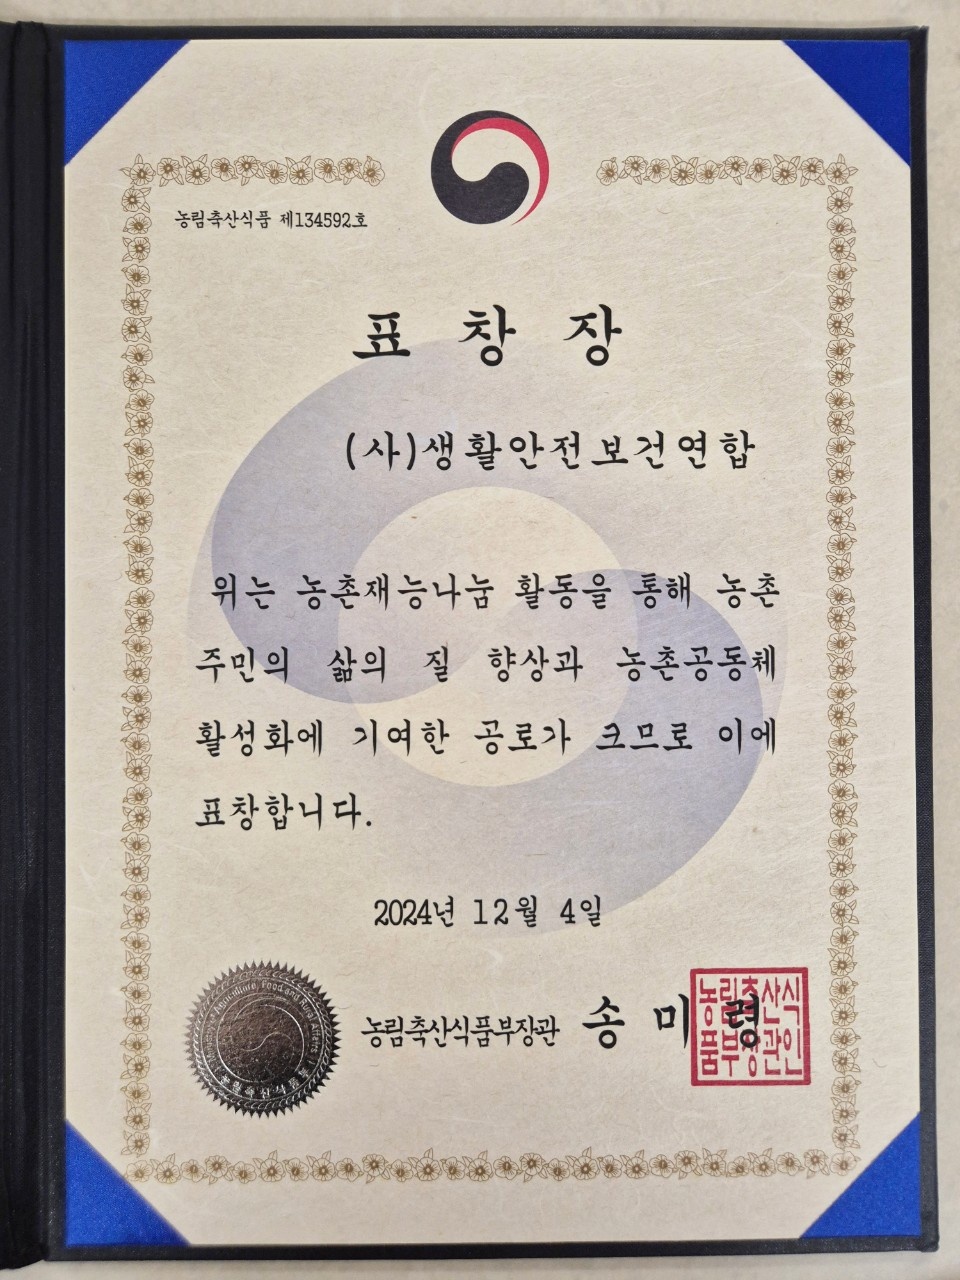 농림축산식품 제134592호
표 창 장
(사)생활안전보건연합
위는 농촌재능나눔 활동을 통해 농촌
주민의 삶의 질 향상과 농촌공동체
활성화에 기여한 공로가 크므로 이에
표창합니다.
2024년 12월 4일
농림축산식품부장관 송 미 령
농림축산식
품부장관인
Agriculture, Food and Rural Affairs